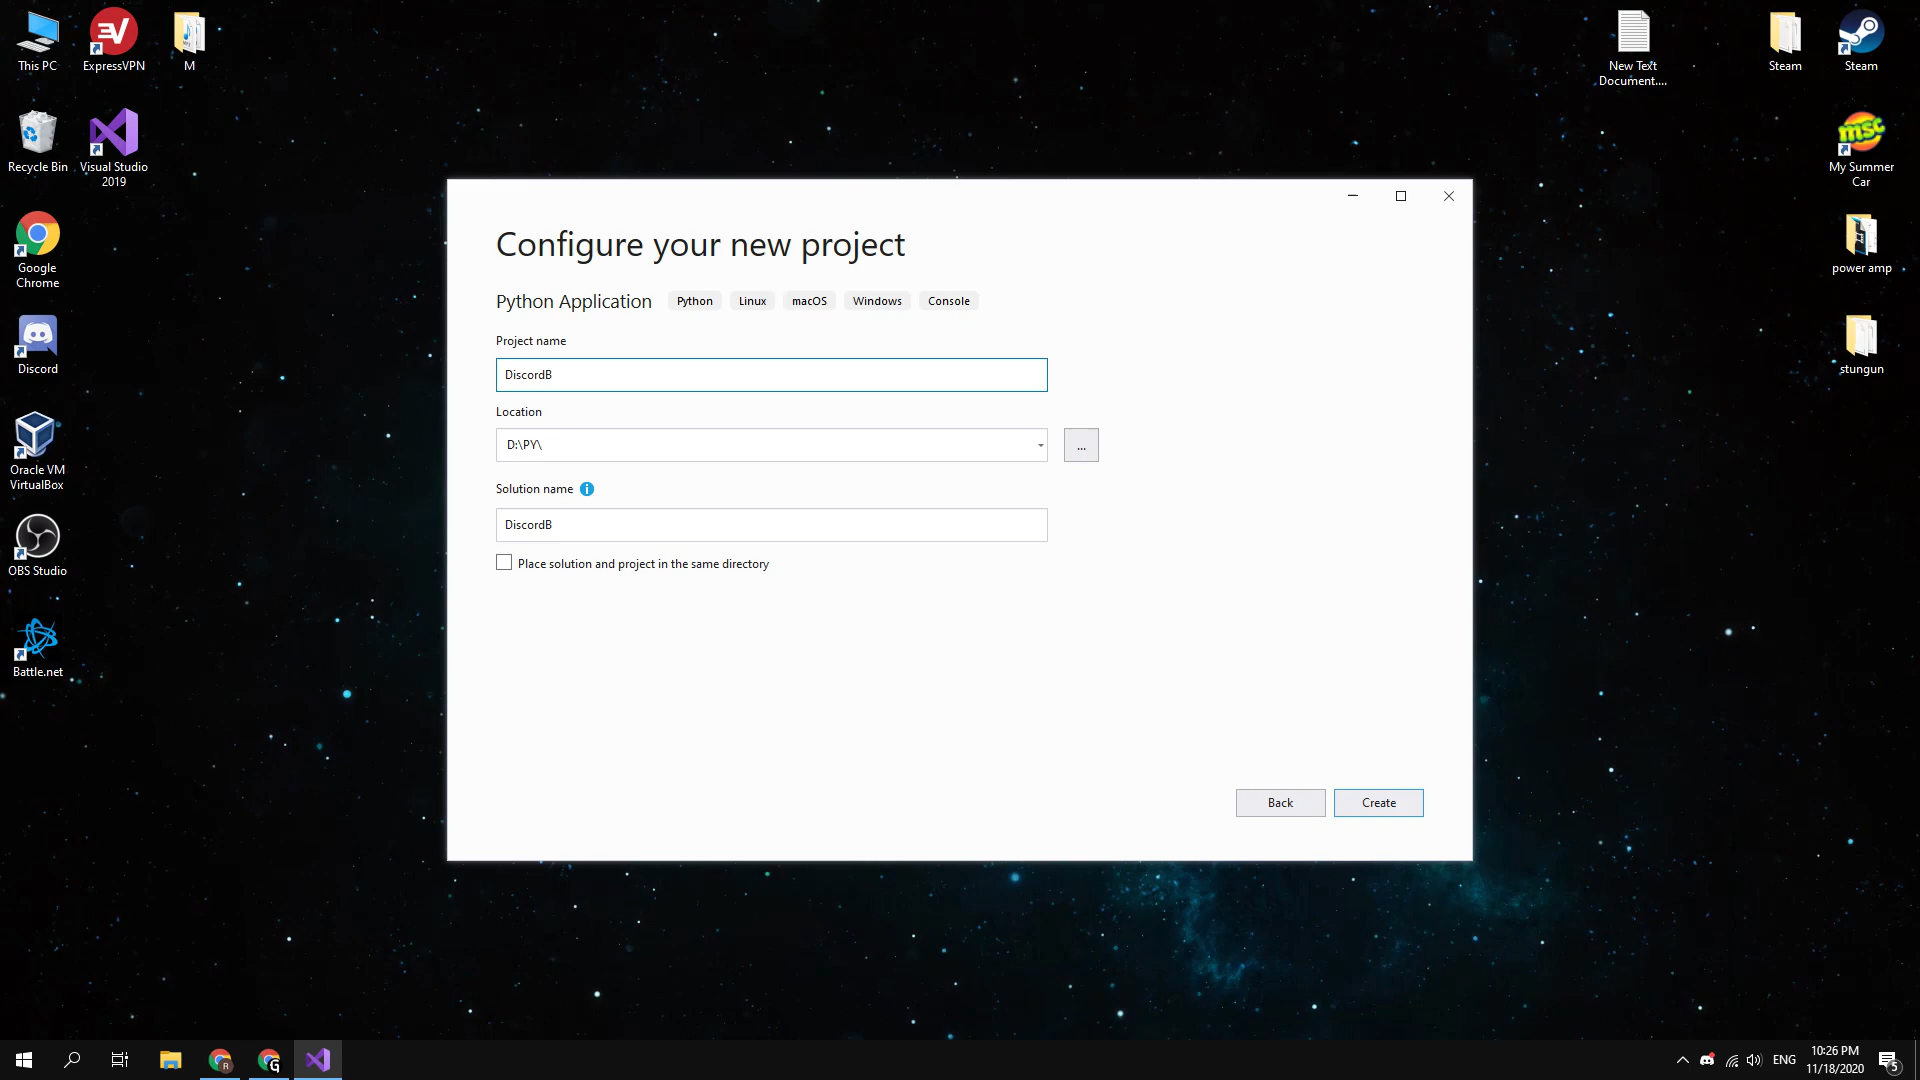 This PC
ExpressVPN
M
Recycle Bin
Visual Studio
2019
Google
Chrome
Discord
Oracle VM
VirtualBox
OBS Studio
Battle.net
New Text
Document....
Steam
Steam
msc
My Summer
Car
power amp
stungun
Configure your new project
Python Application
Python
Linux
macOS
Windows
Console
Project name
DiscordB
Location
D:\PY\
...
Solution name
DiscordB
Place solution and project in the same directory
Back
Create
R
G
ENG
10:26 PM
11/18/2020
5